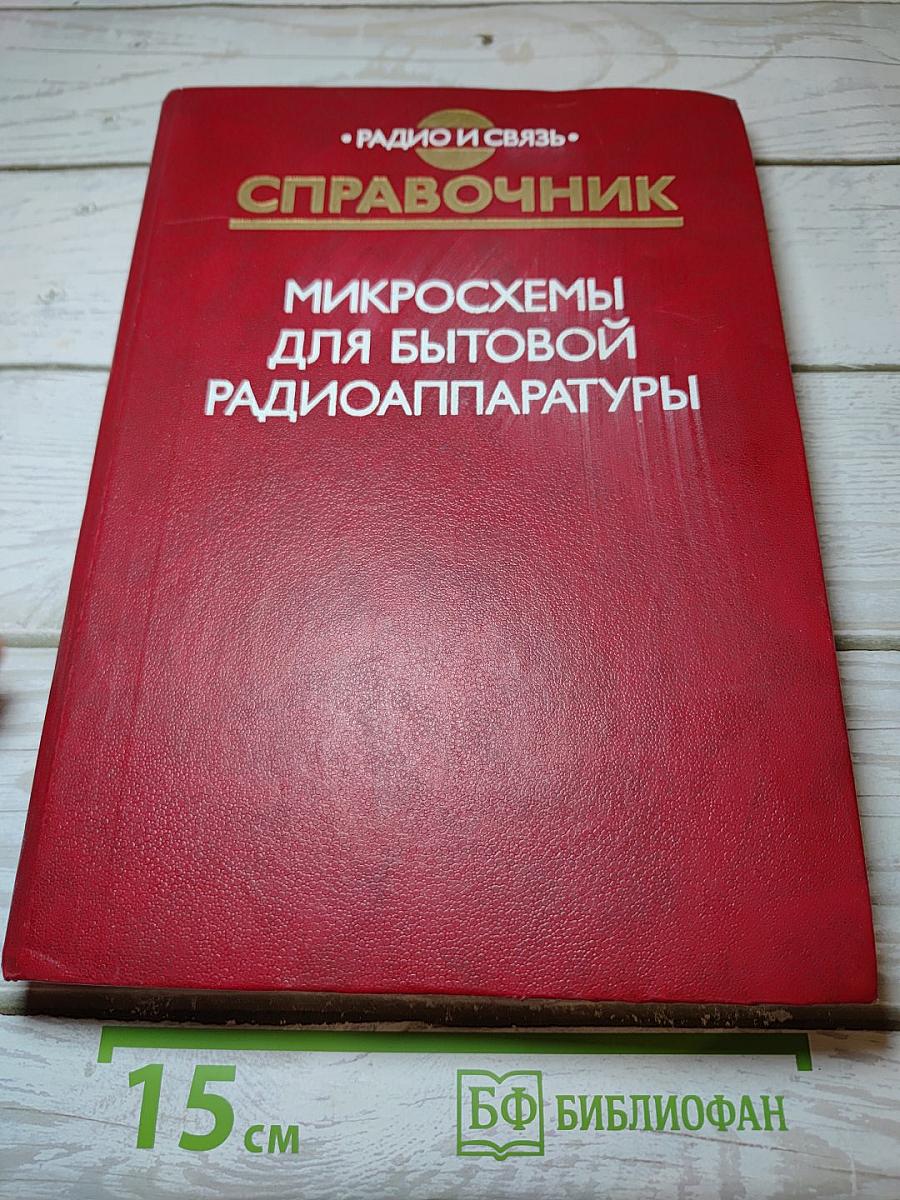 • РАДИО И СВЯЗЬ •
СПРАВОЧНИК
МИКРОСХЕМЫ
ДЛЯ БЫТОВОЙ
РАДИОАППАРАТУРЫ
15 СМ
БФ БИБЛИОФАН